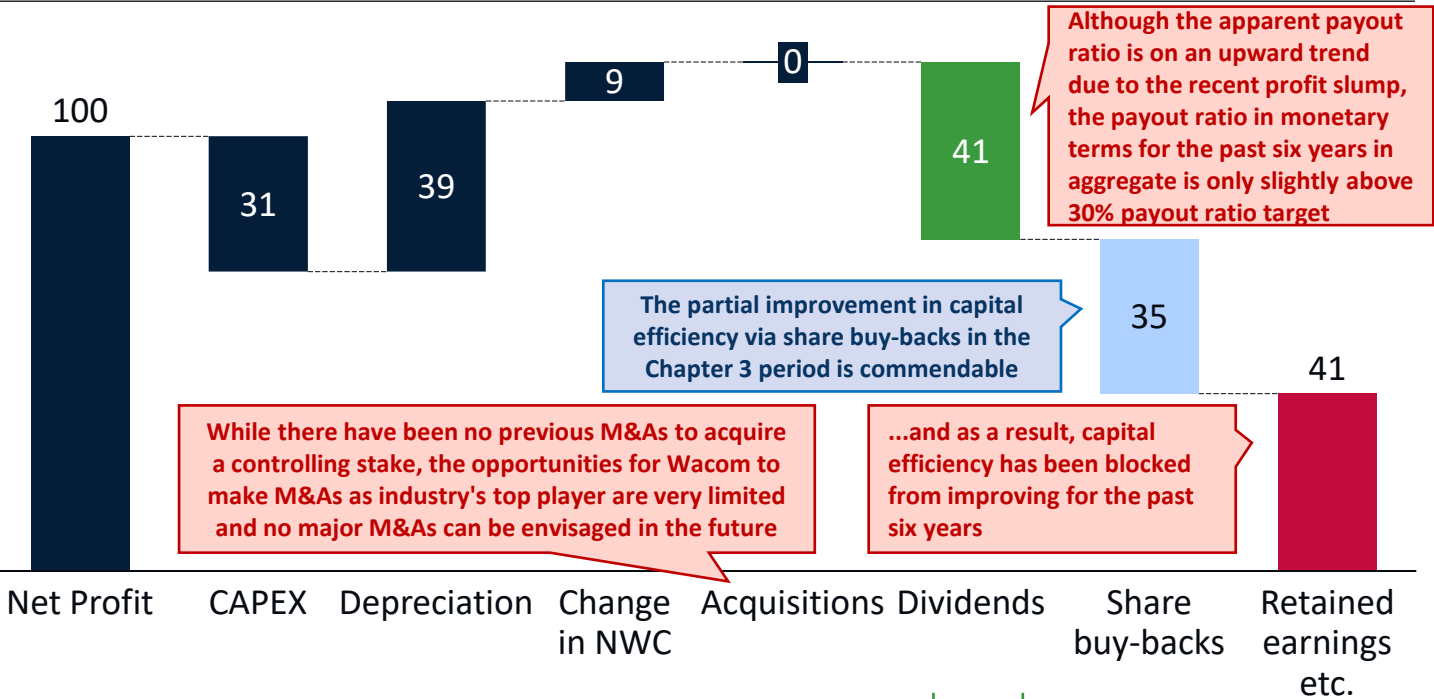 Although the apparent payout
ratio is on an upward trend
due to the recent profit slump,
the payout ratio in monetary
terms for the past six years in
aggregate is only slightly above
30% payout ratio target
100
31
39
9
0
41
35
41
The partial improvement in capital
efficiency via share buy-backs in the
Chapter 3 period is commendable
While there have been no previous M&As to acquire
a controlling stake, the opportunities for Wacom to
make M&As as industry's top player are very limited
and no major M&As can be envisaged in the future
...and as a result, capital
efficiency has been blocked
from improving for the past
six years
Net Profit
CAPEX
Depreciation
Change
in NWC
Acquisitions
Dividends
Share
buy-backs
Retained
earnings
etc.